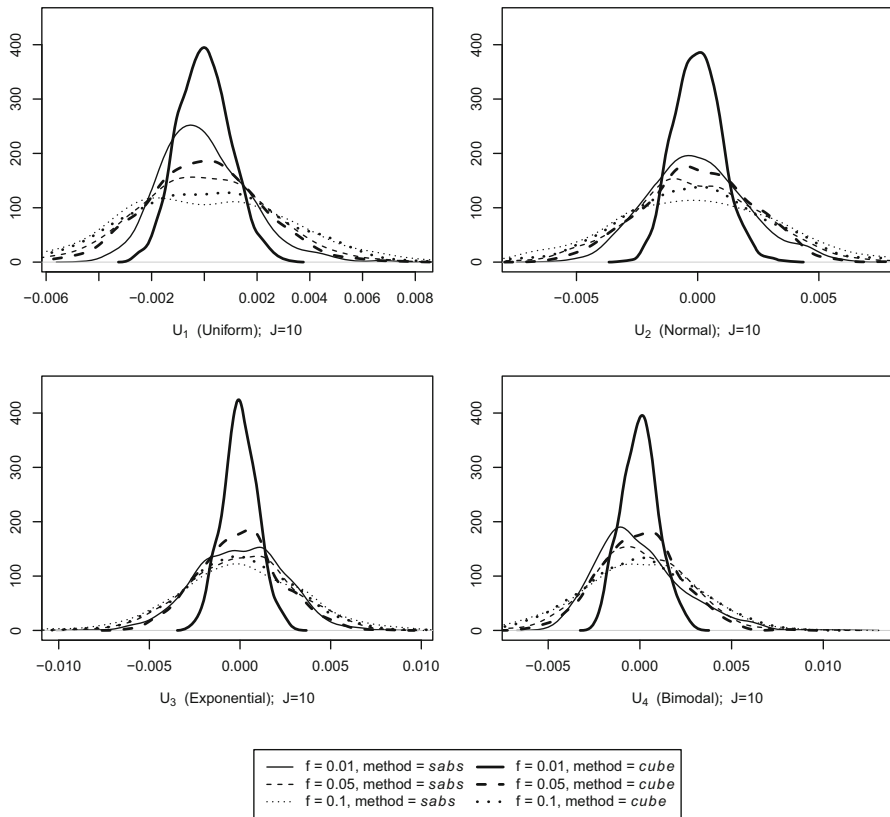 400
300
200
100
0
−0.006 −0.002 0.002 0.004 0.006 0.008
U1 (Uniform); J=10
400
300
200
100
0
−0.005 0.000 0.005
U2 (Normal); J=10
400
300
200
100
0
−0.010 −0.005 0.000 0.005 0.010
U3 (Exponential); J=10
400
300
200
100
0
−0.005 0.000 0.005 0.010
U4 (Bimodal); J=10
f = 0.01, method = sabs f = 0.01, method = cube
f = 0.05, method = sabs f = 0.05, method = cube
f = 0.1, method = sabs f = 0.1, method = cube